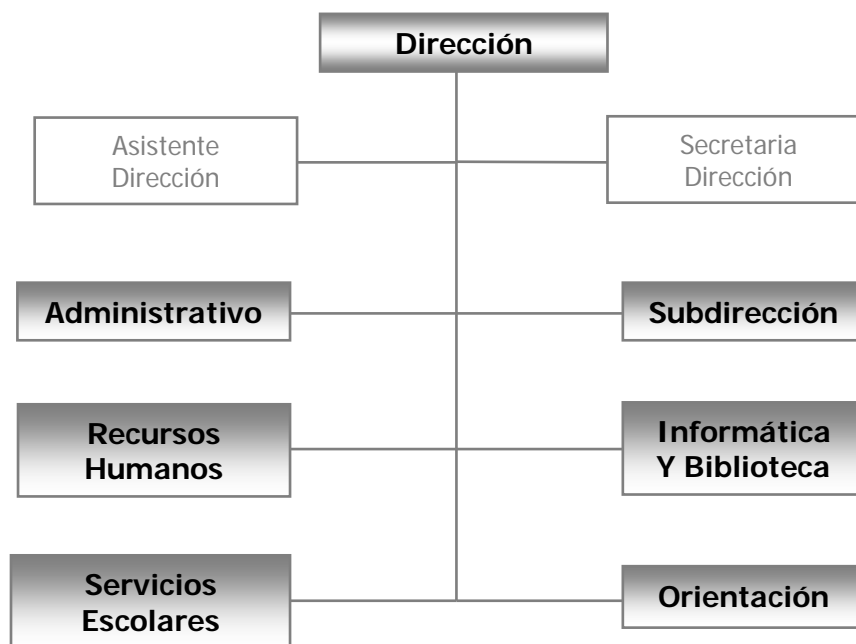 Dirección
Asistente
Dirección
Secretaria
Dirección
Administrativo
Subdirección
Recursos
Humanos
Informática
Y Biblioteca
Servicios
Escolares
Orientación